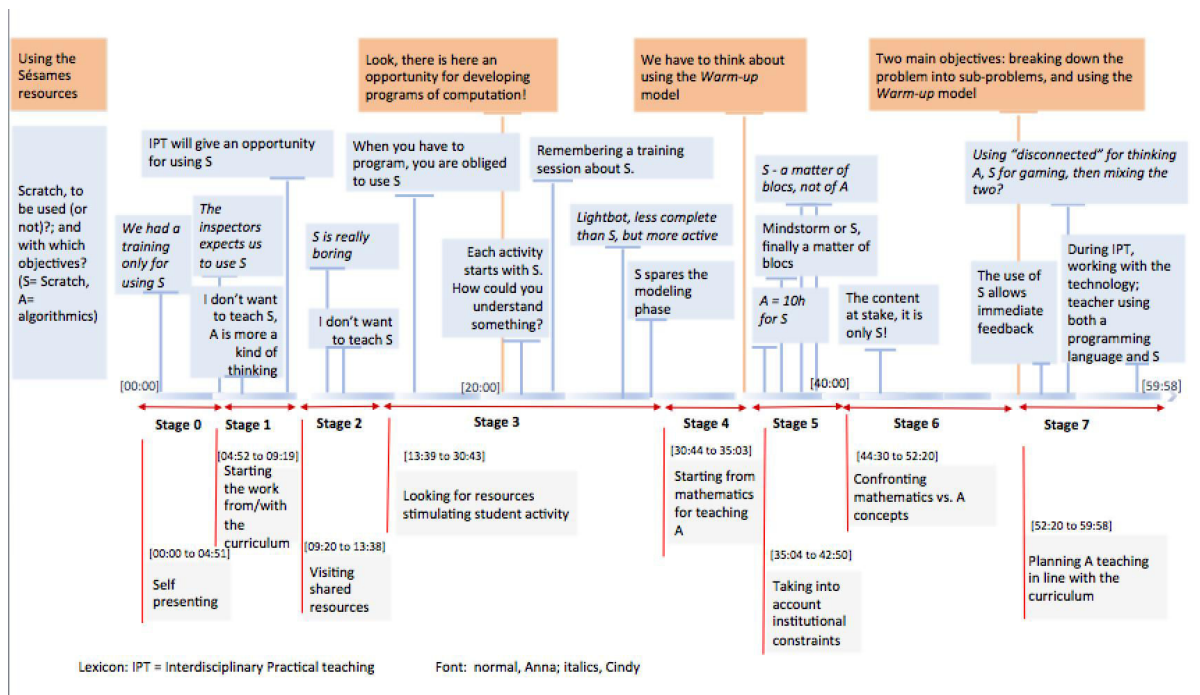 Using the
Sésames
resources
Look, there is here an
opportunity for developing
programs of computation!
We have to think about
using the Warm-up
model
Two main objectives: breaking down the
problem into sub-problems, and using the
Warm-up model
Scratch, to
be used (or
not)?; and
with which
objectives?
(S= Scratch,
A=
algorithmics)
IPT will give an opportunity
for using S
We had a
training
only for
using S
The
inspectors
expects us
to use S
I don't want
to teach S,
A is more a
kind of
thinking
When you have to
program, you are obliged
to use S
S is really
boring
I don't want
to teach S
Remembering a training
session about S.
Each activity
starts with S.
How could you
understand
something?
Lightbot, less complete
than S, but more active
S spares the
modeling
phase
S - a matter of
blocs, not of A
Mindstorm or S,
finally a matter of
blocs
A = 10h
for S
The content
at stake, it is
only S!
Using "disconnected" for thinking
A, S for gaming, then mixing the
two?
The use of
S allows
immediate
feedback
During IPT,
working with the
technology;
teacher using
both a
programming
language and S
[00:00]
[20:00]
[40:00]
[59:58]
Stage 0
Stage 1
Stage 2
Stage 3
Stage 4
Stage 5
Stage 6
Stage 7
[00:00 to 04:51]
Self
presenting
[04:52 to 09:19]
Starting
the work
from/with
the
curriculum
[09:20 to 13:38]
Visiting
shared
resources
[13:39 to 30:43]
Looking for resources
stimulating student activity
[30:44 to 35:03]
Starting from
mathematics
for teaching
A
[35:04 to 42:50]
Taking into
account
institutional
constraints
[44:30 to 52:20]
Confronting
mathematics vs. A
concepts
[52:20 to 59:58]
Planning A teaching
in line with the
curriculum
Lexicon: IPT = Interdisciplinary Practical teaching
Font: normal, Anna; italics, Cindy